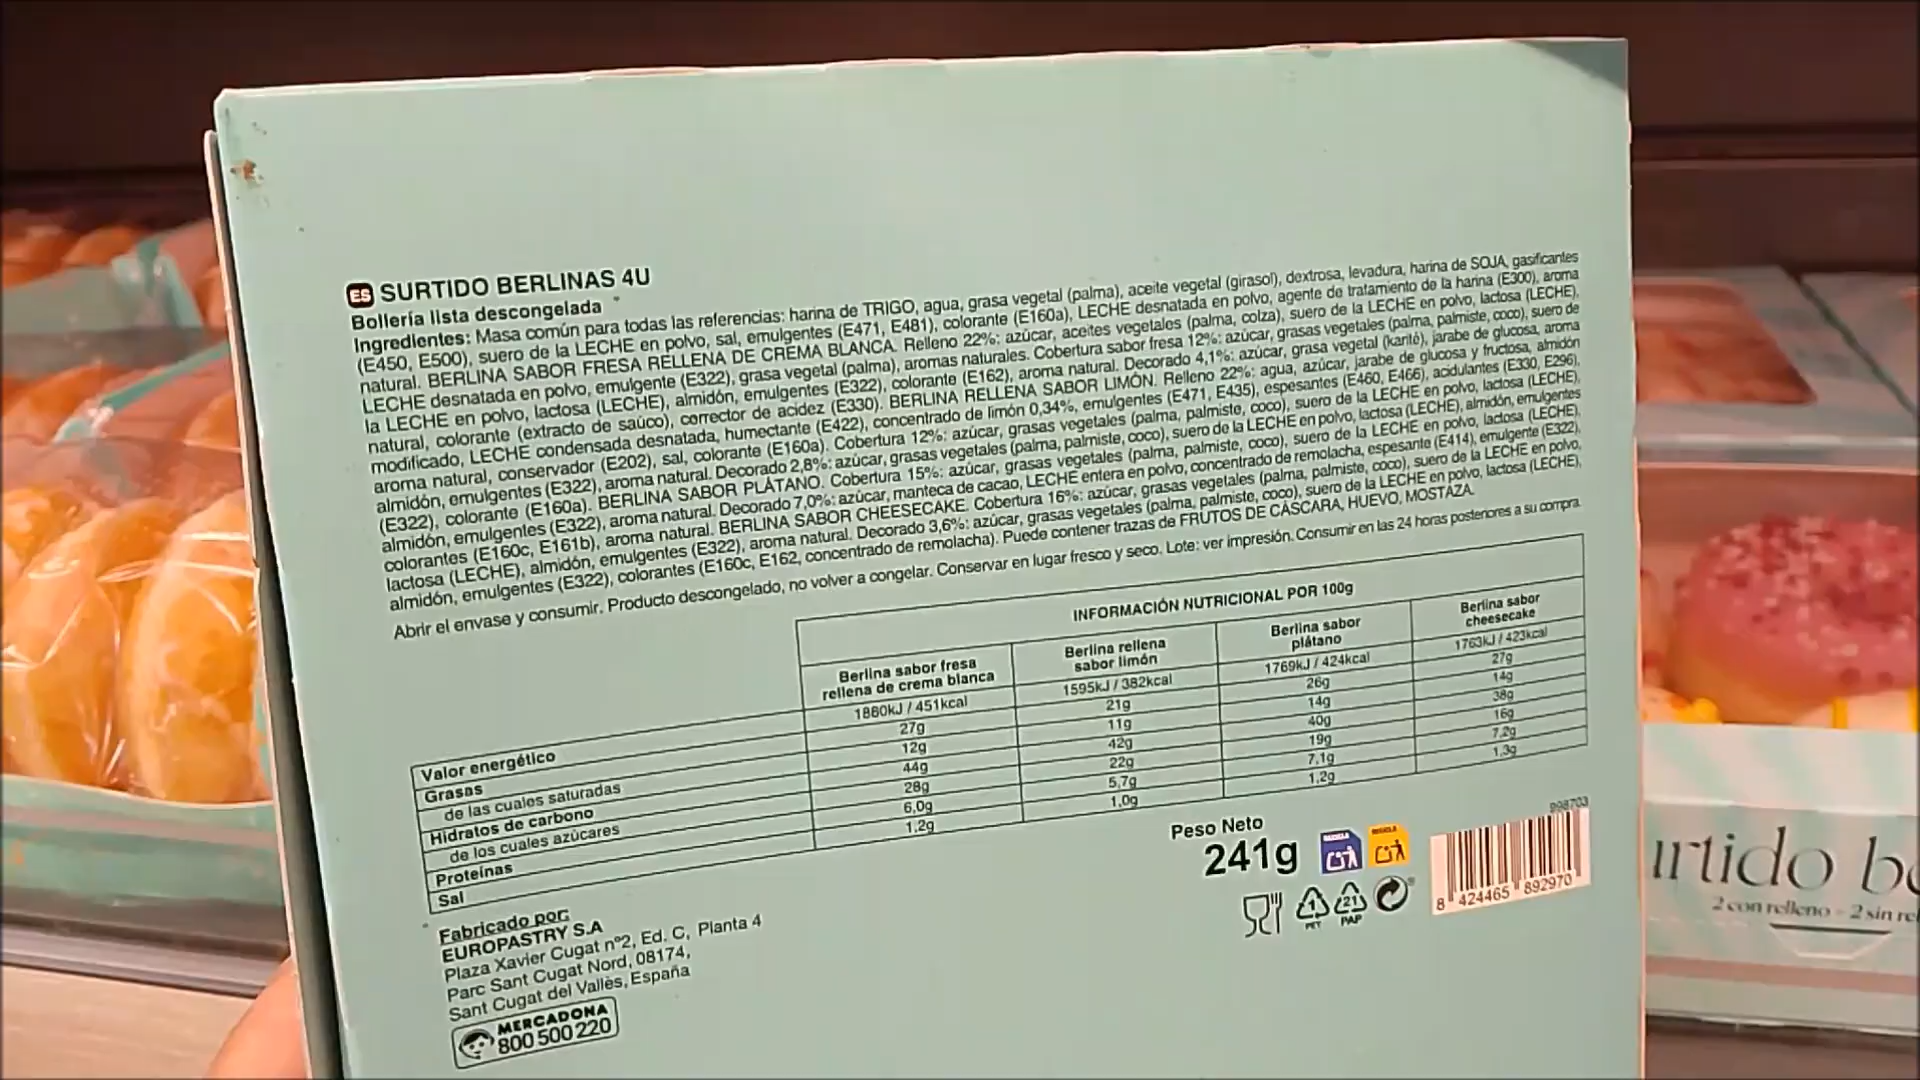 ES SURTIDO BERLINAS 4U
Bollería lista descongelada
Ingredientes: Masa común para todas las referencias: harina de TRIGO, agua, grasa vegetal (palma), aceite vegetal (girasol), dextrosa, levadura, harina de SOJA, gasificantes
(E450, E500), suero de la LECHE en polvo, sal, emulgentes (E471, E481), colorante (E160a), LECHE desnatada en polvo, agente de tratamiento de la harina (E300), aroma
natural. BERLINA SABOR FRESA RELLENA DE CREMA BLANCA. Relleno 22%: azúcar, aceites vegetales (palma, colza), suero de la LECHE en polvo, lactosa (LECHE),
LECHE desnatada en polvo, emulgente (E322), grasa vegetal (palma), aromas naturales. Cobertura sabor fresa 12%: azúcar, grasas vegetales (palma, palmiste, coco), suero de
la LECHE en polvo, lactosa (LECHE), almidón, emulgentes (E322), colorante (E162), aroma natural. Decorado 4,1%: azúcar, grasa vegetal (karité), jarabe de glucosa, aroma
natural, colorante (extracto de saúco), corrector de acidez (E330). BERLINA RELLENA SABOR LIMÓN. Relleno 22%: agua, azúcar, jarabe de glucosa y fructosa, almidón
modificado, LECHE condensada desnatada, humectante (E422), concentrado de limón 0,34%, emulgentes (E471, E435), espesantes (E460, E466), acidulantes (E330, E296),
aroma natural, conservador (E202), sal, colorante (E160a). Cobertura 12%: azúcar, grasas vegetales (palma, palmiste, coco), suero de la LECHE en polvo, lactosa (LECHE),
almidón, emulgentes (E322), aroma natural. Decorado 2,8%: azúcar, grasas vegetales (palma, palmiste, coco), suero de la LECHE en polvo, lactosa (LECHE), almidón, emulgentes
(E322), colorante (E160a). BERLINA SABOR PLÁTANO. Cobertura 15%: azúcar, grasas vegetales (palma, palmiste, coco), suero de la LECHE en polvo, lactosa (LECHE),
almidón, emulgentes (E322), aroma natural. Decorado 7,0%: azúcar, manteca de cacao, LECHE entera en polvo, concentrado de remolacha, espesante (E414), emulgente (E322),
colorantes (E160c, E161b), aroma natural. BERLINA SABOR CHEESECAKE. Cobertura 16%: azúcar, grasas vegetales (palma, palmiste, coco), suero de la LECHE en polvo,
lactosa (LECHE), almidón, emulgentes (E322), aroma natural. Decorado 3,6%: azúcar, grasas vegetales (palma, palmiste, coco), suero de la LECHE en polvo, lactosa (LECHE),
almidón, emulgentes (E322), colorantes (E160c, E162, concentrado de remolacha). Puede contener trazas de FRUTOS DE CÁSCARA, HUEVO, MOSTAZA.
Abrir el envase y consumir. Producto descongelado, no volver a congelar. Conservar en lugar fresco y seco. Lote: ver impresión. Consumir en las 24 horas posteriores a su compra.
INFORMACIÓN NUTRICIONAL POR 100g
Berlina sabor fresa rellena de crema blanca Berlina rellena sabor limón Berlina sabor plátano Berlina sabor cheesecake
Valor energético 1880kJ / 451kcal 1595kJ / 382kcal 1769kJ / 424kcal 1763kJ / 423kcal
Grasas 27g 21g 26g 27g
de las cuales saturadas 12g 11g 14g 14g
Hidratos de carbono 44g 42g 40g 38g
de los cuales azúcares 28g 22g 19g 16g
Proteínas 6,0g 5,7g 7,1g 7,2g
Sal 1,2g 1,0g 1,2g 1,3g
Peso Neto
241g
998703
8 424465 892970
PET
21
PAP
Fabricado por:
EUROPASTRY S.A
Plaza Xavier Cugat nº2, Ed. C, Planta 4
Parc Sant Cugat Nord, 08174,
Sant Cugat del Vallès, España
MERCADONA
800 500 220
urtido be
2 con relleno - 2 sin rel